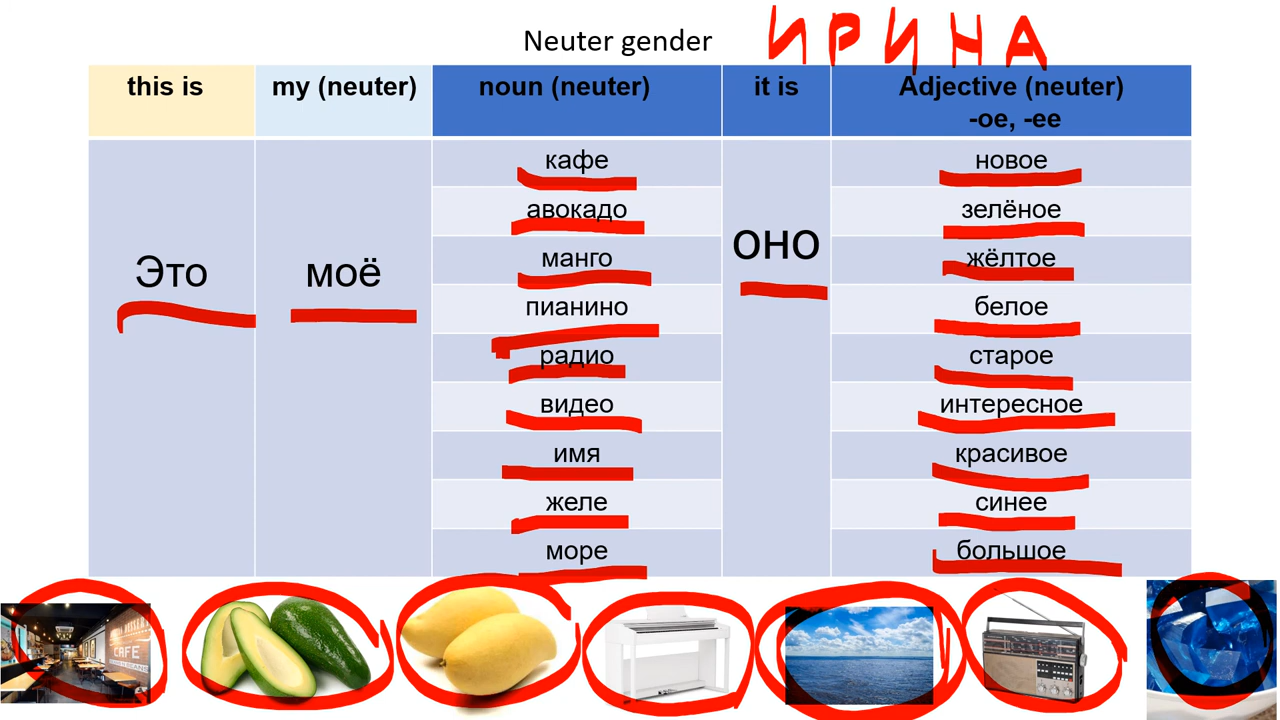 Neuter gender ИРИНА
this is my (neuter) noun (neuter) it is Adjective (neuter)
-ое, -ее
кафе новое
авокадо зелёное
Это моё манго оно жёлтое
пианино белое
радио старое
видео интересное
имя красивое
желе синее
море большое
CAFE